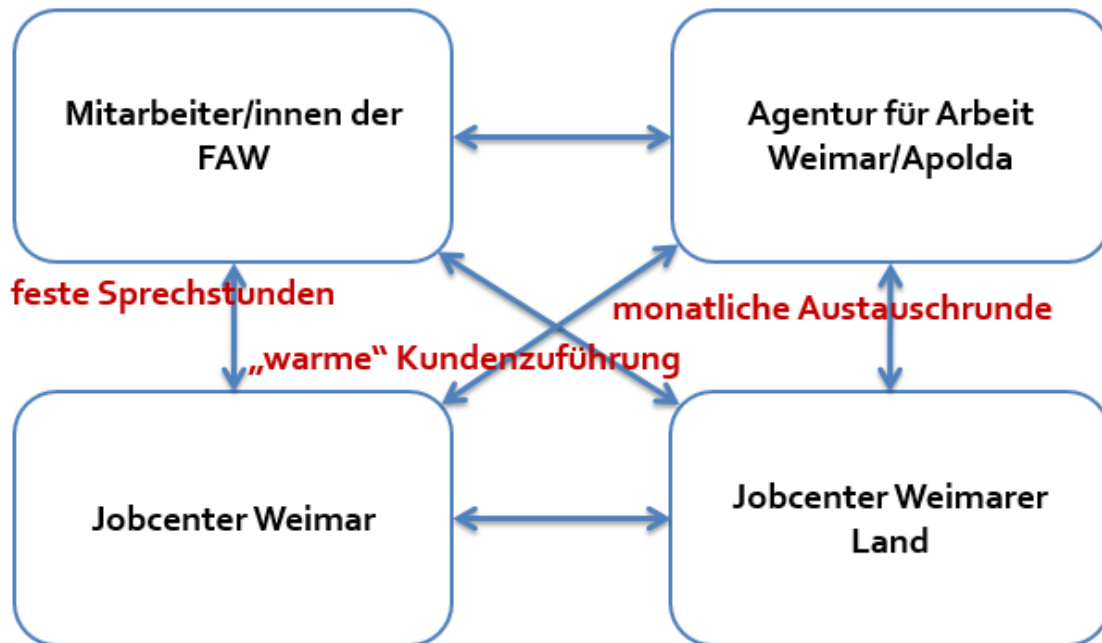 Mitarbeiter/innen der
FAW
Agentur für Arbeit
Weimar/Apolda
feste Sprechstunden
monatliche Austauschrunde
„warme“ Kundenzuführung
Jobcenter Weimar
Jobcenter Weimarer
Land